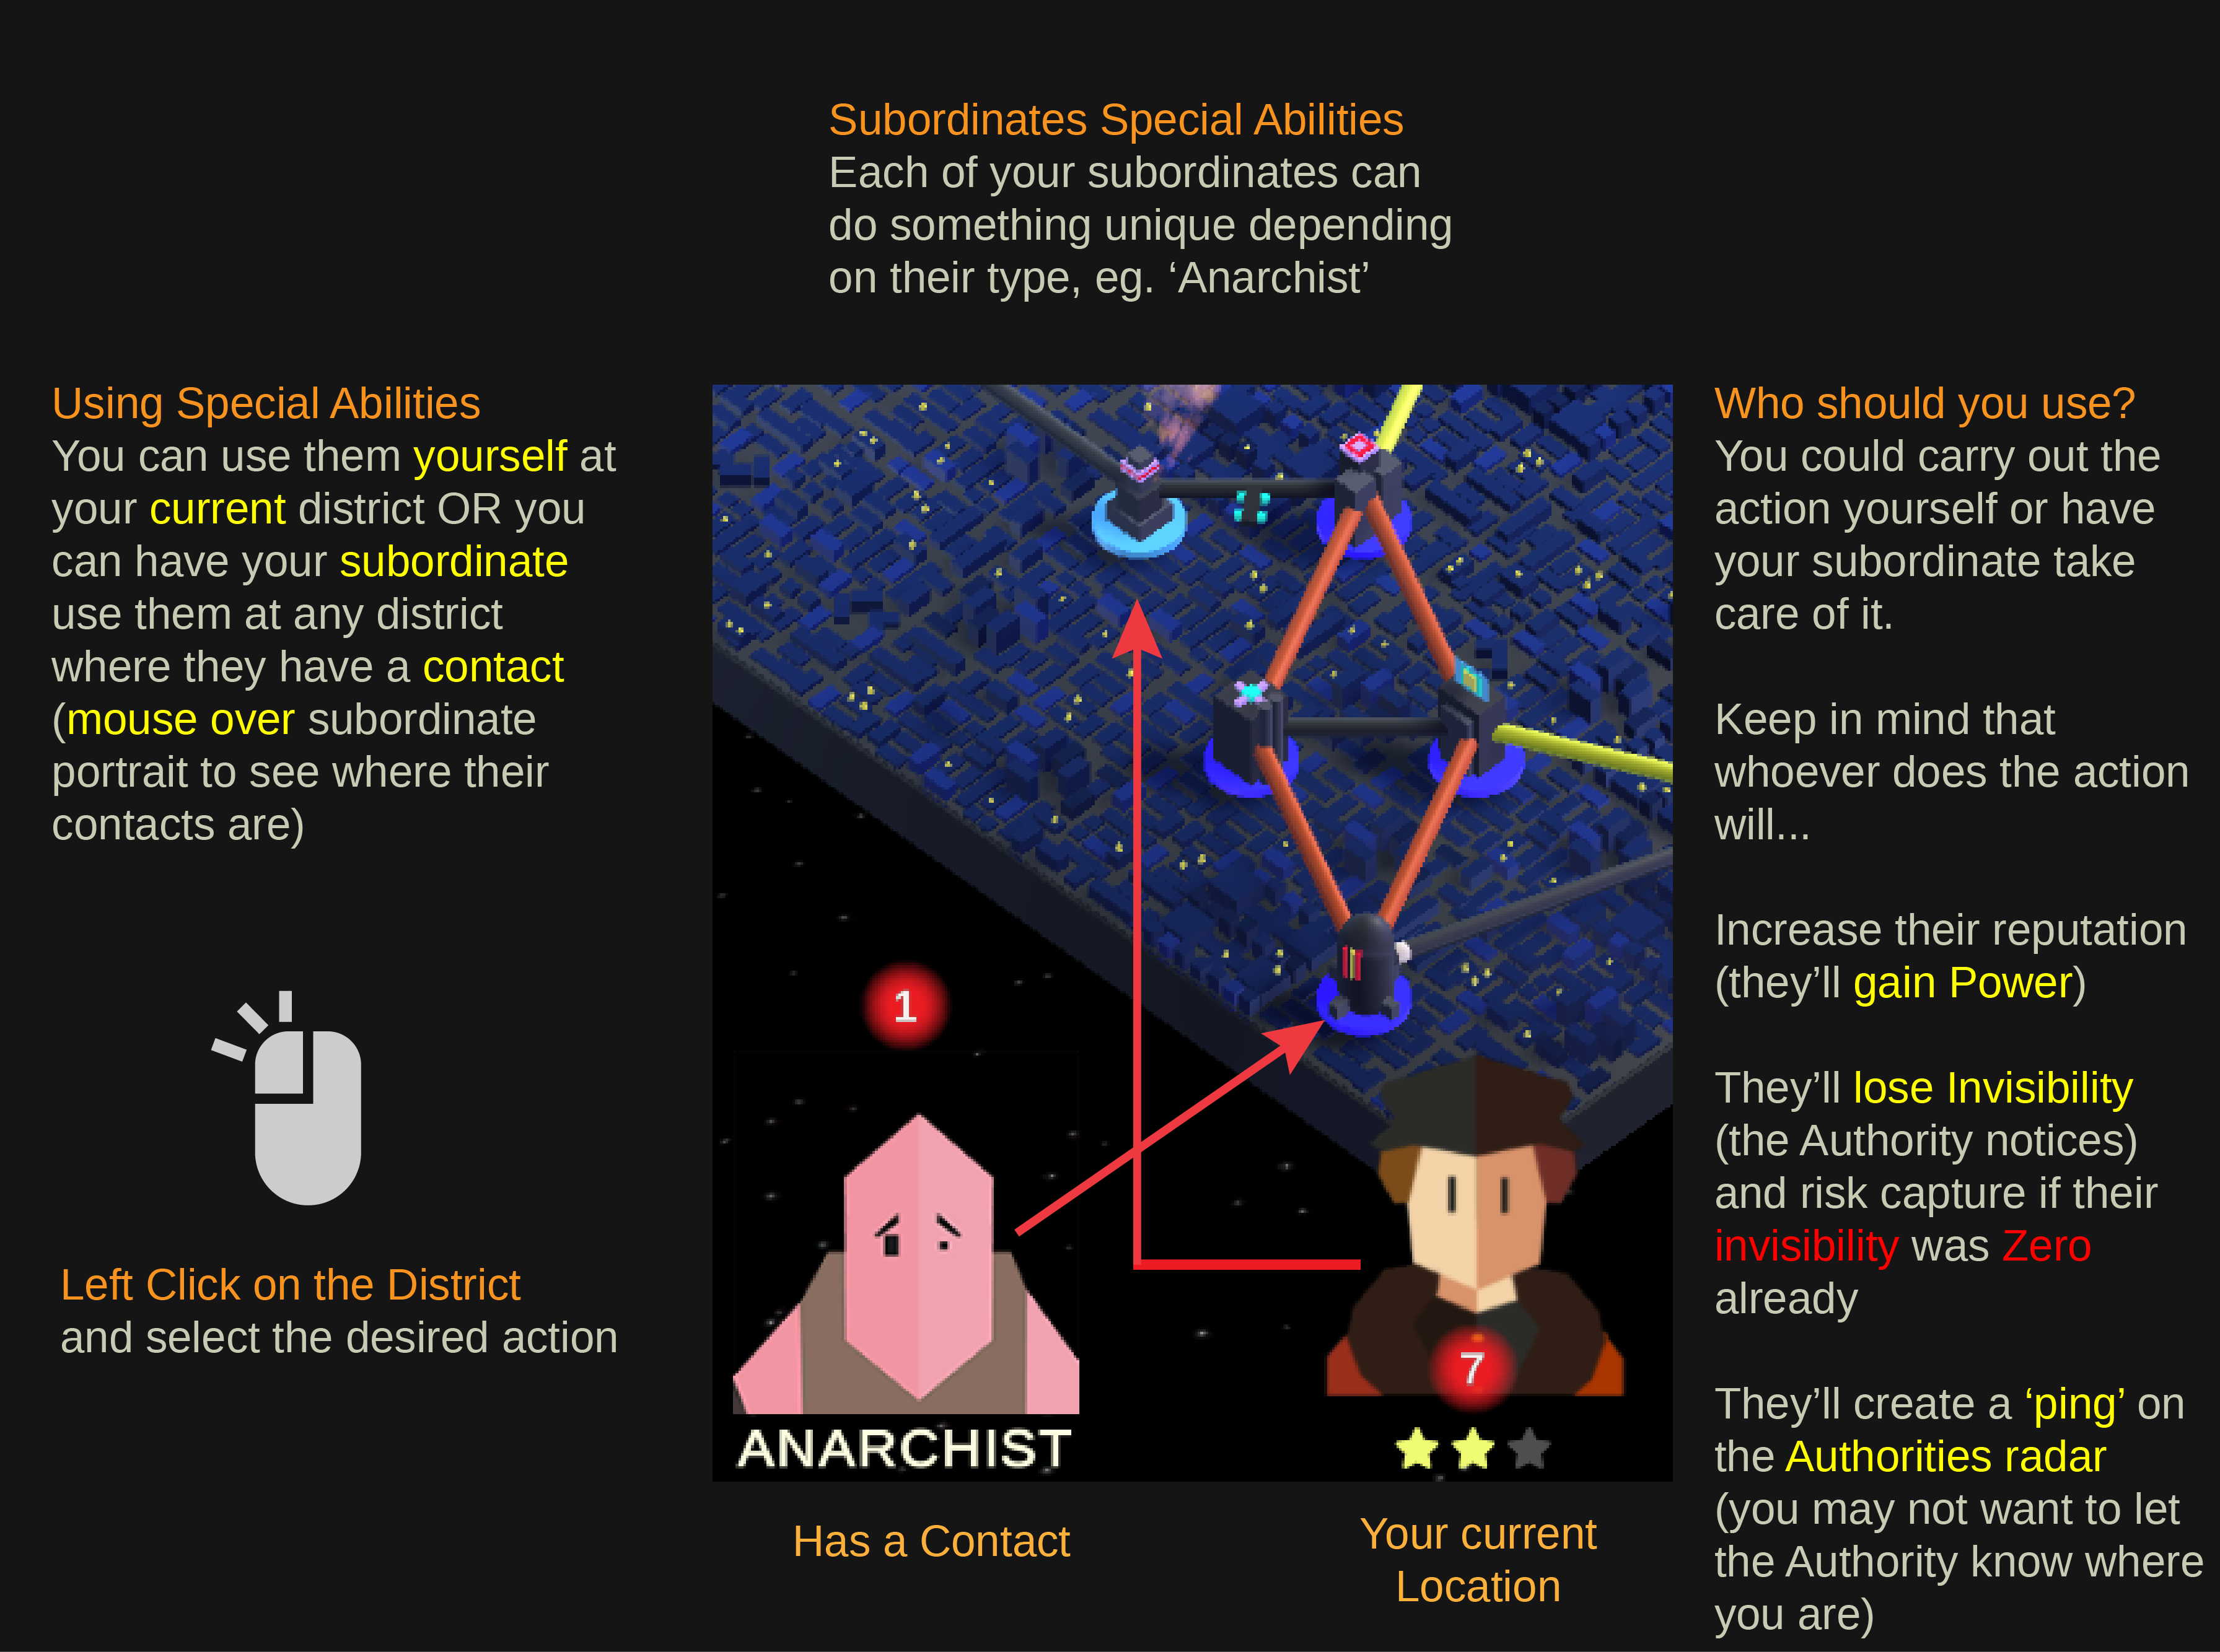 Subordinates Special Abilities
Each of your subordinates can
do something unique depending
on their type, eg. ‘Anarchist’
Using Special Abilities
You can use them yourself at
your current district OR you
can have your subordinate
use them at any district
where they have a contact
(mouse over subordinate
portrait to see where their
contacts are)
Left Click on the District
and select the desired action
1
7
ANARCHIST
Has a Contact
Your current
Location
Who should you use?
You could carry out the
action yourself or have
your subordinate take
care of it.
Keep in mind that
whoever does the action
will...
Increase their reputation
(they’ll gain Power)
They’ll lose Invisibility
(the Authority notices)
and risk capture if their
invisibility was Zero
already
They’ll create a ‘ping’ on
the Authorities radar
(you may not want to let
the Authority know where
you are)